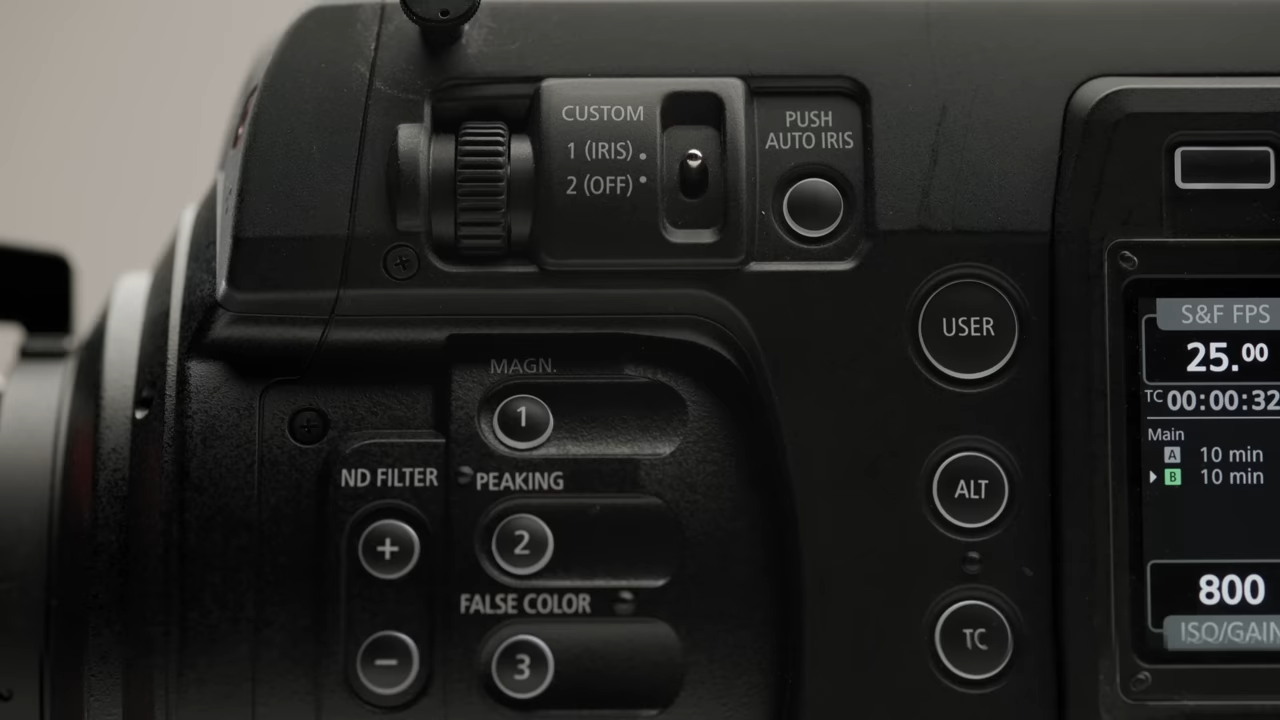 CUSTOM
1 (IRIS)
2 (OFF)
PUSH
AUTO IRIS
USER
S&F FPS
25.00
TC 00:00:32
Main
A 10 min
B 10 min
MAGN.
1
ND FILTER
PEAKING
ALT
+
2
800
FALSE COLOR
ISO/GAIN
TC
−
3